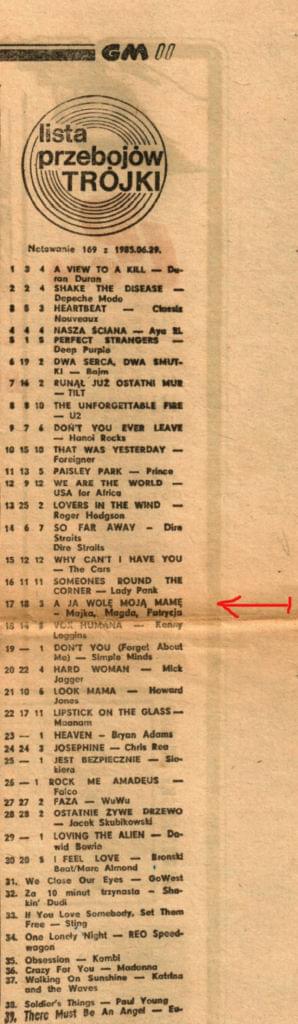 GM 11
lista
przebojów
TRÓJKI
Notowanie 169 z 1985.06.29.
1 3 4 A VIEW TO A KILL — Du-
ran Duran
2 2 4 SHAKE THE DISEASE —
Depeche Mode
8 5 3 HEARTBEAT — Classix
Nouveaux
4 4 4 NASZA ŚCIANA — Aya RL
5 1 5 PERFECT STRANGERS —
Deep Purple
6 19 2 DWA SERCA, DWA SMUT-
KI — Bajm
7 16 2 RUNĄŁ JUŻ OSTATNI MUR
— TILT
8 8 10 THE UNFORGETTABLE FIRE
— U2
9 7 6 DON'T YOU EVER LEAVE
— Hanoi Rocks
10 15 10 THAT WAS YESTERDAY —
Foreigner
11 13 5 PAISLEY PARK — Prince
12 9 12 WE ARE THE WORLD —
USA for Africa
13 25 2 LOVERS IN THE WIND —
Roger Hodgson
14 6 7 SO FAR AWAY — Dire
Straits
Dire Straits
15 12 12 WHY CAN'T I HAVE YOU
— The Cars
16 11 11 SOMEONES ROUND THE
CORNER — Lady Pank
17 18 3 A JA WOLĘ MOJĄ MAMĘ
— Majka, Magda, Patrycja
14 VOX HUMANA — Kenny
Loggins
19 — 1 DON'T YOU (Forget About
Me) — Simple Minds
20 22 4 HARD WOMAN — Mick
Jagger
21 10 6 LOOK MAMA — Howard
Jones
22 17 11 LIPSTICK ON THE GLASS —
Maanam
23 — 1 HEAVEN — Bryan Adams
24 24 3 JOSEPHINE — Chris Rea
25 — 1 JEST BEZPIECZNIE — Sie-
kiera
26 — 1 ROCK ME AMADEUS —
Falco
27 27 2 FAZA — WuWu
28 28 2 OSTATNIE ŻYWE DRZEWO
— Jacek Skubikowski
29 — 1 LOVING THE ALIEN — Da-
wid Bowie
30 20 5 I FEEL LOVE — Bronski
Beat/Marc Almond
31. We Close Our Eyes — GoWest
32. Za 10 minut trzynasta — Sha-
kin' Dudi
33. If You Love Somebody, Set Them
Free — Sting
34. One Lonely Night — REO Speed-
wagon
35. Obsession — Kombi
36. Crazy For You — Madonna
37. Walking On Sunshine — Katrina
and the Waves
38. Soldier's Things — Paul Young
39. There Must Be An Angel — Eu-